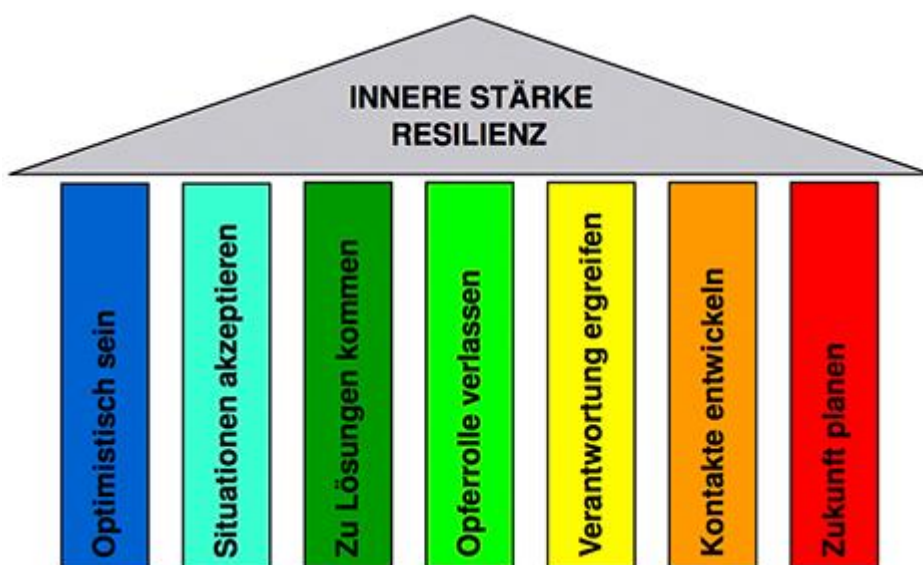 INNERE STÄRKE
RESILIENZ
Optimistisch sein
Situationen akzeptieren
Zu Lösungen kommen
Opferrolle verlassen
Verantwortung ergreifen
Kontakte entwickeln
Zukunft planen